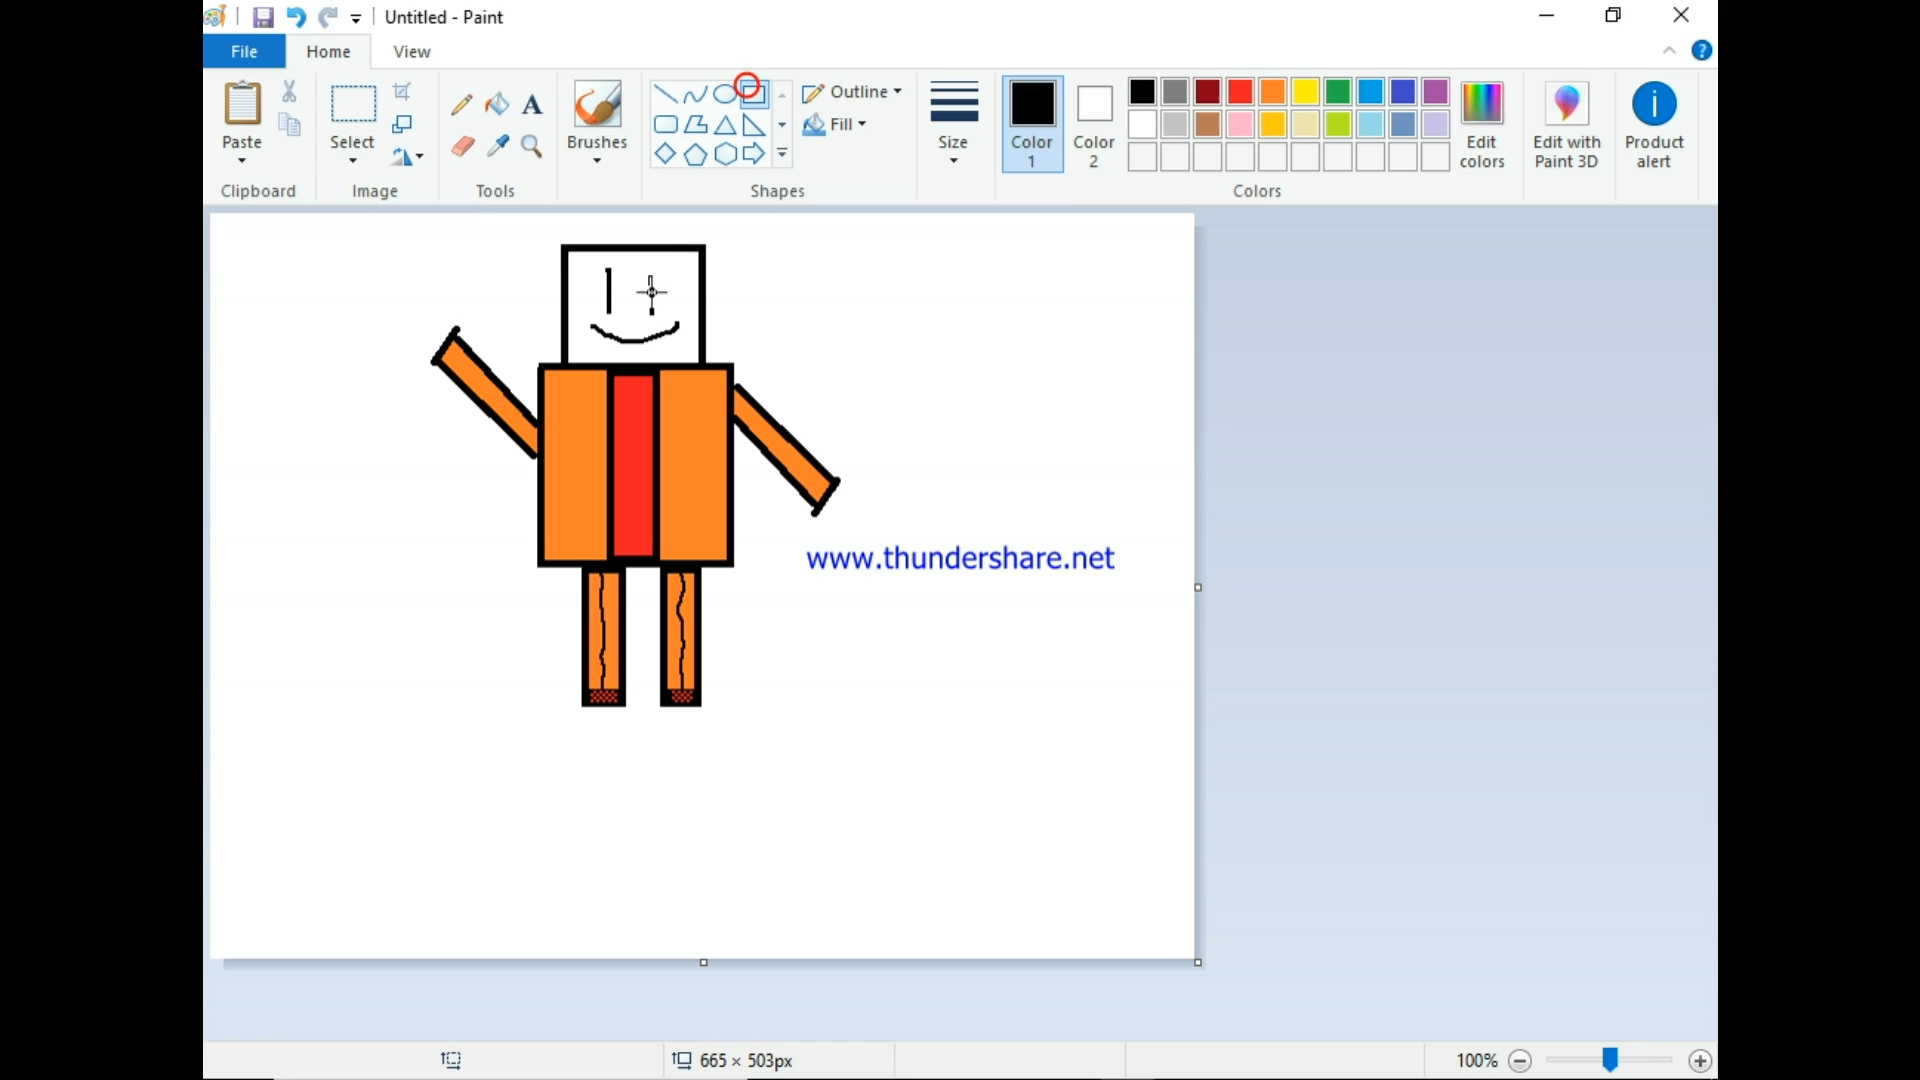 Untitled - Paint
File
Home
View
Paste
Clipboard
Select
Image
Tools
A
Brushes
Shapes
Outline
Fill
Size
Color
1
Color
2
Colors
Edit
colors
Edit with
Paint 3D
Product
alert
www.thundershare.net
665 × 503px
100%